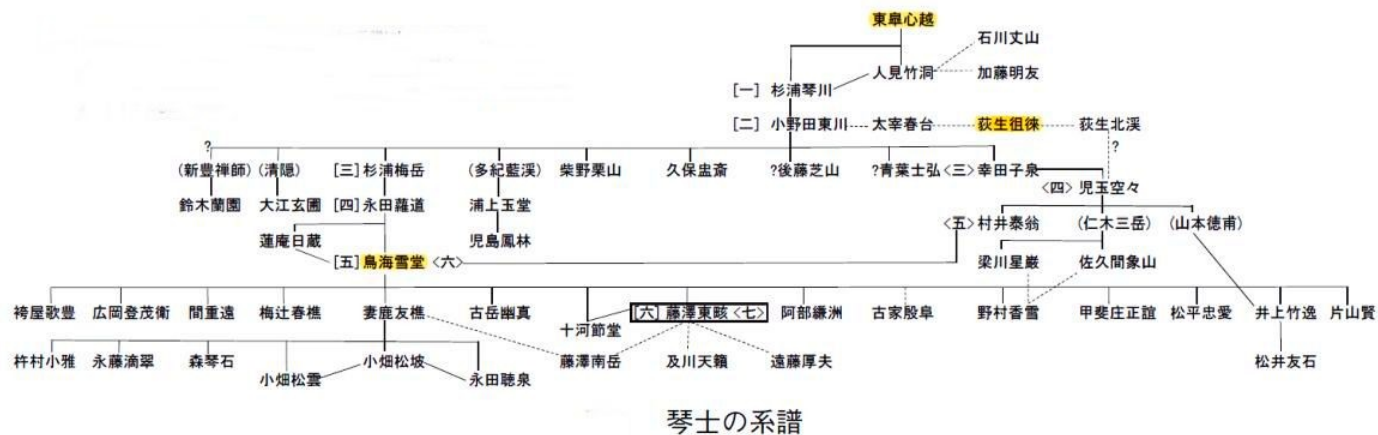 東皐心越
石川丈山
人見竹洞 加藤明友
[一] 杉浦琴川
[二] 小野田東川 太宰春台 荻生徂徠 荻生北渓
? ?
(新豊禅師) (清隠) [三] 杉浦梅岳 (多紀藍渓) 柴野栗山 久保盅斎 ?後藤芝山 ?青葉士弘 <三> 幸田子泉
<四> 児玉空々
鈴木蘭園 大江玄圃 [四] 永田蘿道 浦上玉堂 <五> 村井泰翁 (仁木三岳) (山本徳甫)
蓮庵日蔵 児島鳳林
[五] 鳥海雪堂 <六> 梁川星巌 佐久間象山
袴屋歌豊 広岡登茂衛 間重遠 梅辻春樵 妻鹿友樵 古岳幽真 十河節堂 [六] 藤澤東畡 <七> 阿部縑洲 古家殷阜 野村香雪 甲斐庄正誼 松平忠愛 井上竹逸 片山賢
杵村小雅 永藤滴翠 森琴石 小畑松雲 小畑松坡 永田聴泉 藤澤南岳 及川天籟 遠藤厚夫 松井友石
琴士の系譜